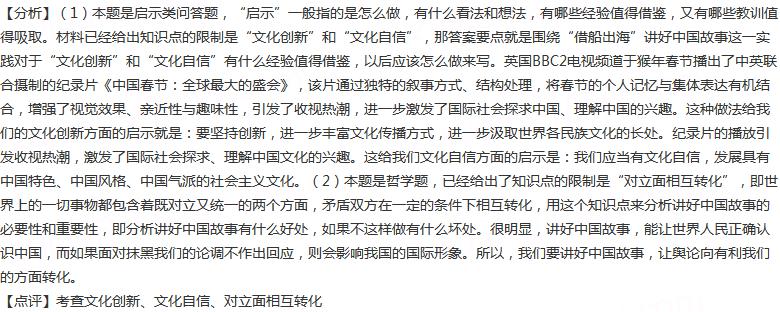 【分析】（1）本题是启示类问答题，“启示”一般指的是怎么做，有什么看法和想法，有哪些经验值得借鉴，又有哪些教训值
得吸取。材料已经给出知识点的限制是“文化创新”和“文化自信”，那答案要点就是围绕“借船出海”讲好中国故事这一实
践对于“文化创新”和“文化自信”有什么经验值得借鉴，以后应该怎么做来写。英国BBC2电视频道于猴年春节播出了中英联
合摄制的纪录片《中国春节：全球最大的盛会》，该片通过独特的叙事方式、结构处理，将春节的个人记忆与集体表达有机结
合，增强了视觉效果、亲近性与趣味性，引发了收视热潮，进一步激发了国际社会探求中国、理解中国的兴趣。这种做法给我
们的文化创新方面的启示就是：要坚持创新，进一步丰富文化传播方式，进一步汲取世界各民族文化的长处。纪录片的播放引
发收视热潮，激发了国际社会探求、理解中国文化的兴趣。这给我们文化自信方面的启示是：我们应当有文化自信，发展具有
中国特色、中国风格、中国气派的社会主义文化。（2）本题是哲学题，已经给出了知识点的限制是“对立面相互转化”，即世
界上的一切事物都包含着既对立又统一的两个方面，矛盾双方在一定的条件下相互转化，用这个知识点来分析讲好中国故事的
必要性和重要性，即分析讲好中国故事有什么好处，如果不这样做有什么坏处。很明显，讲好中国故事，能让世界人民正确认
识中国，而如果面对抹黑我们的论调不作出回应，则会影响我国的国际形象。所以，我们要讲好中国故事，让舆论向有利我们
的方面转化。
【点评】考查文化创新、文化自信、对立面相互转化